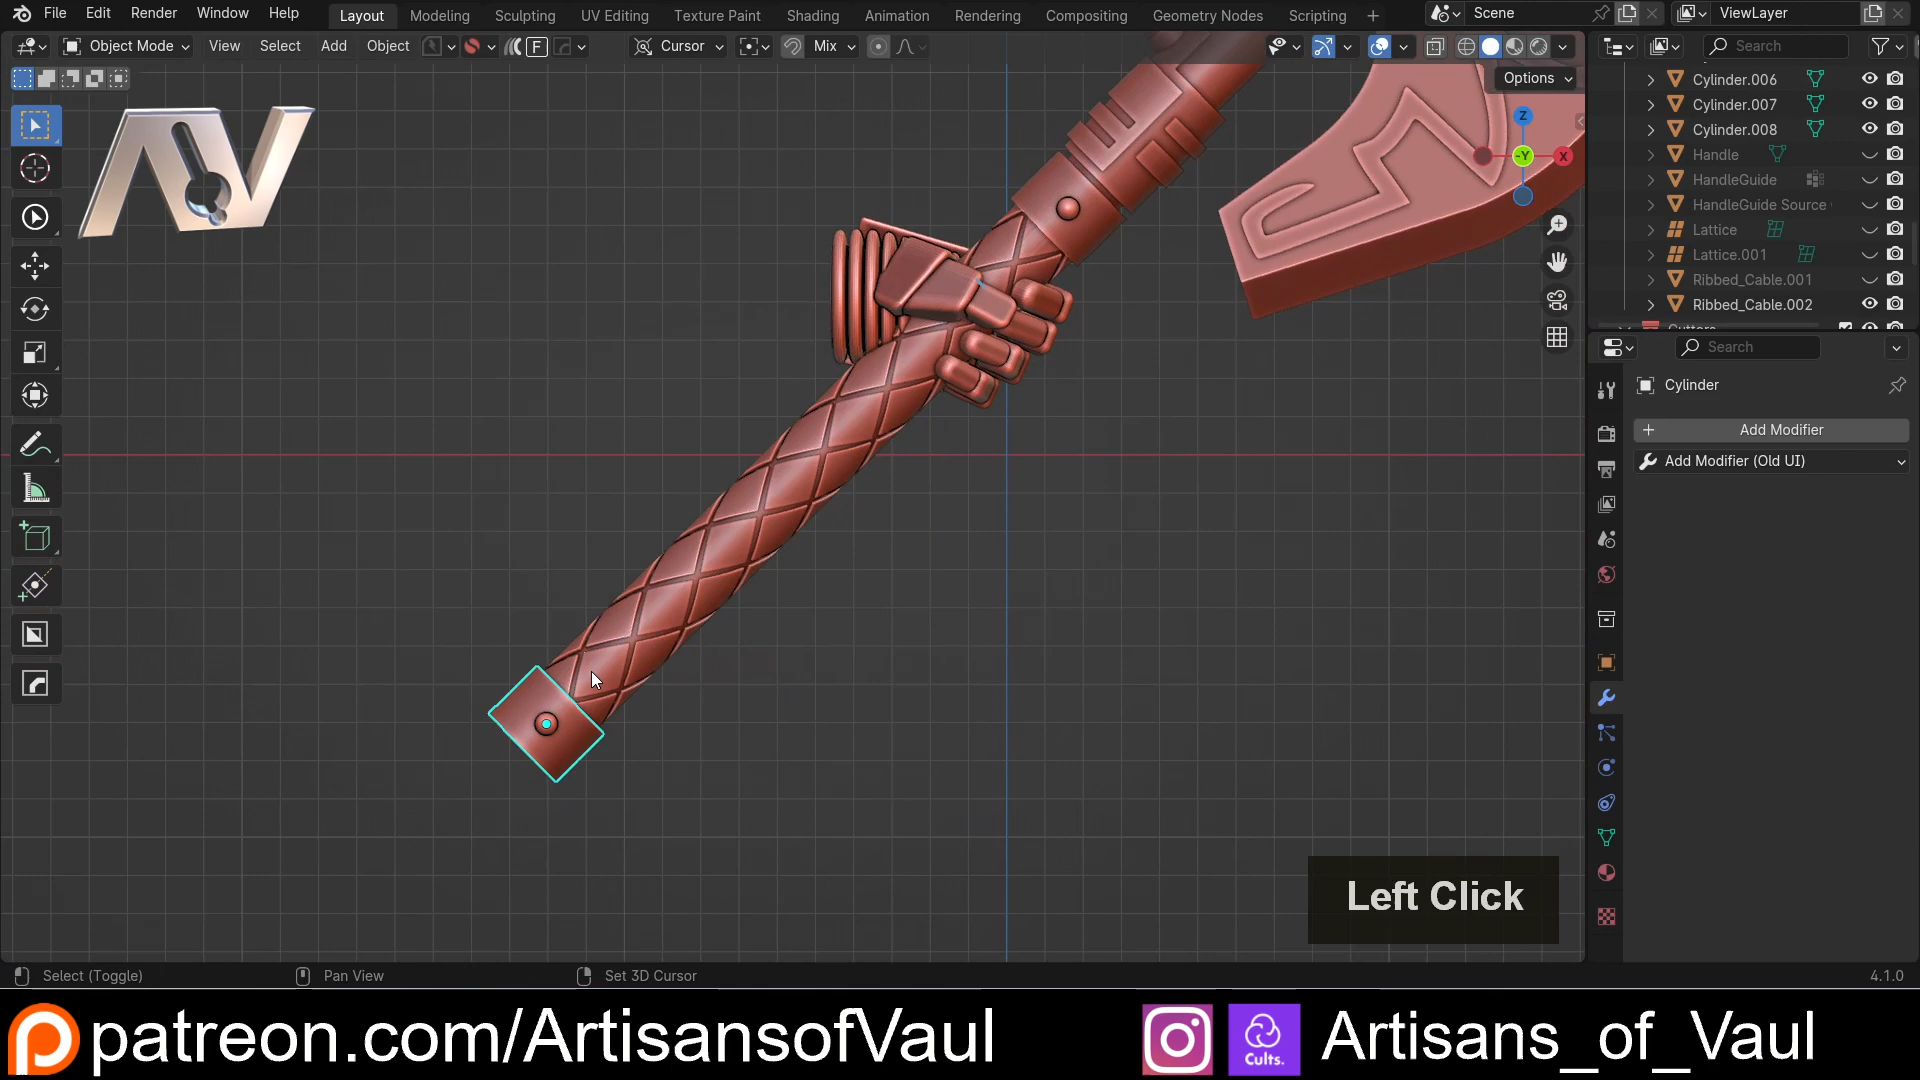 File Edit Render Window Help Layout Modeling Sculpting UV Editing Texture Paint Shading Animation Rendering Compositing Geometry Nodes Scripting + Scene ViewLayer
Object Mode View Select Add Object F Cursor Mix Search
Options
Cylinder.006
Cylinder.007
Cylinder.008
Handle
HandleGuide
HandleGuide Source
Lattice
Lattice.001
Ribbed_Cable.001
Ribbed_Cable.002
Cutters
Z
-Y X
Search
Cylinder
+ Add Modifier
Add Modifier (Old UI)
AV
Left Click
Select (Toggle) Pan View Set 3D Cursor 4.1.0
patreon.com/ArtisansofVaul Cults. Artisans_of_Vaul